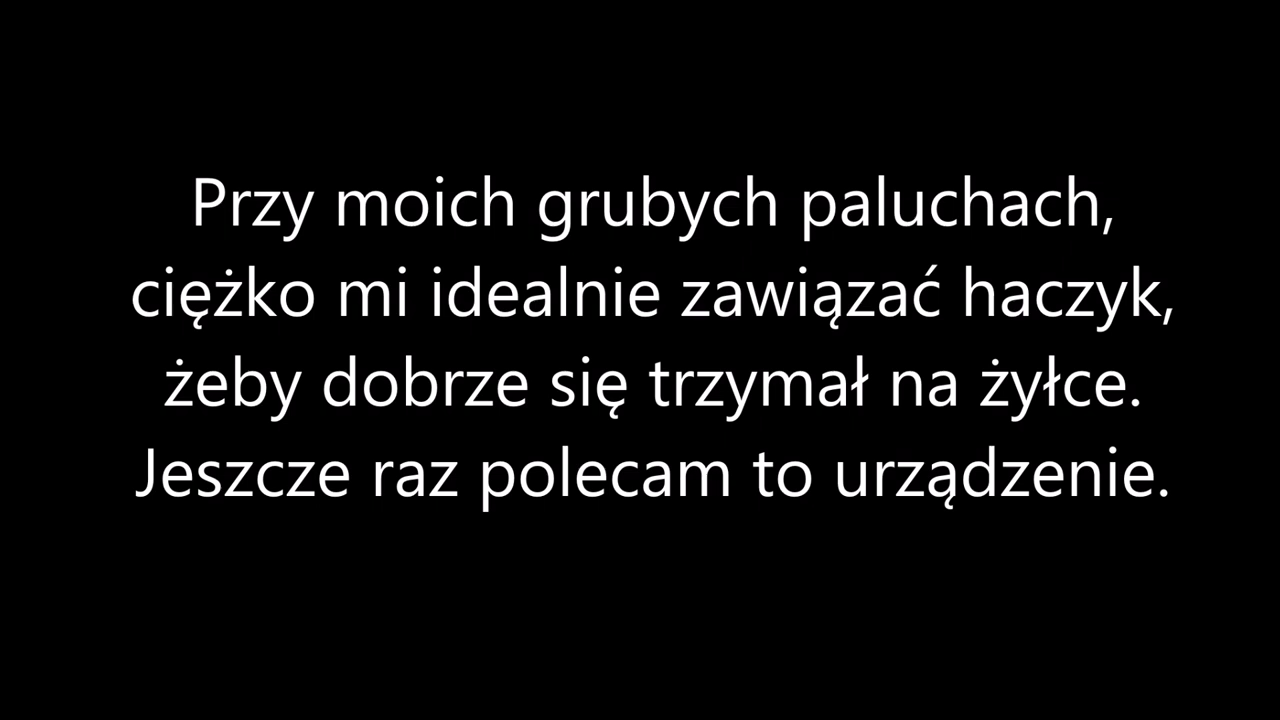 Przy moich grubych paluchach,
ciężko mi idealnie zawiązać haczyk,
żeby dobrze się trzymał na żyłce.
Jeszcze raz polecam to urządzenie.